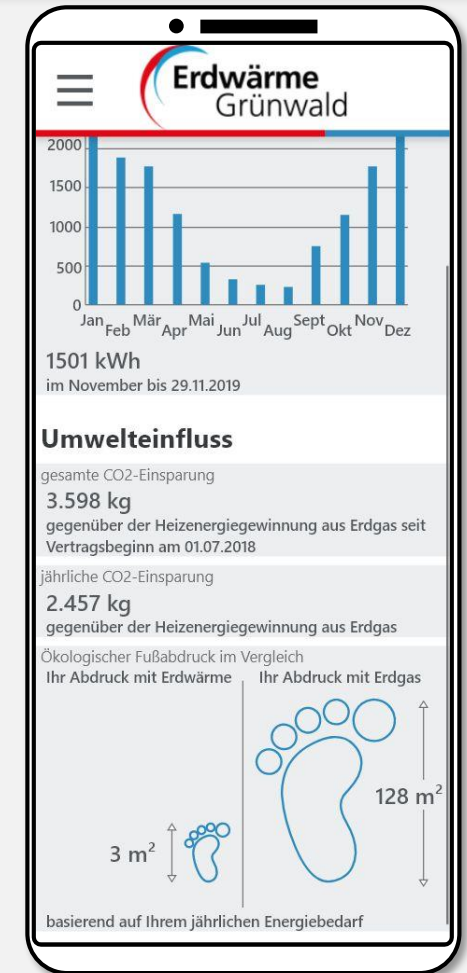 Erdwärme
Grünwald
2000
1500
1000
500
0
Jan Feb Mär Apr Mai Jun Jul Aug Sept Okt Nov Dez
1501 kWh
im November bis 29.11.2019
Umwelteinfluss
gesamte CO2-Einsparung
3.598 kg
gegenüber der Heizenergiegewinnung aus Erdgas seit
Vertragsbeginn am 01.07.2018
jährliche CO2-Einsparung
2.457 kg
gegenüber der Heizenergiegewinnung aus Erdgas
Ökologischer Fußabdruck im Vergleich
Ihr Abdruck mit Erdwärme
Ihr Abdruck mit Erdgas
128 m²
3 m²
basierend auf Ihrem jährlichen Energiebedarf